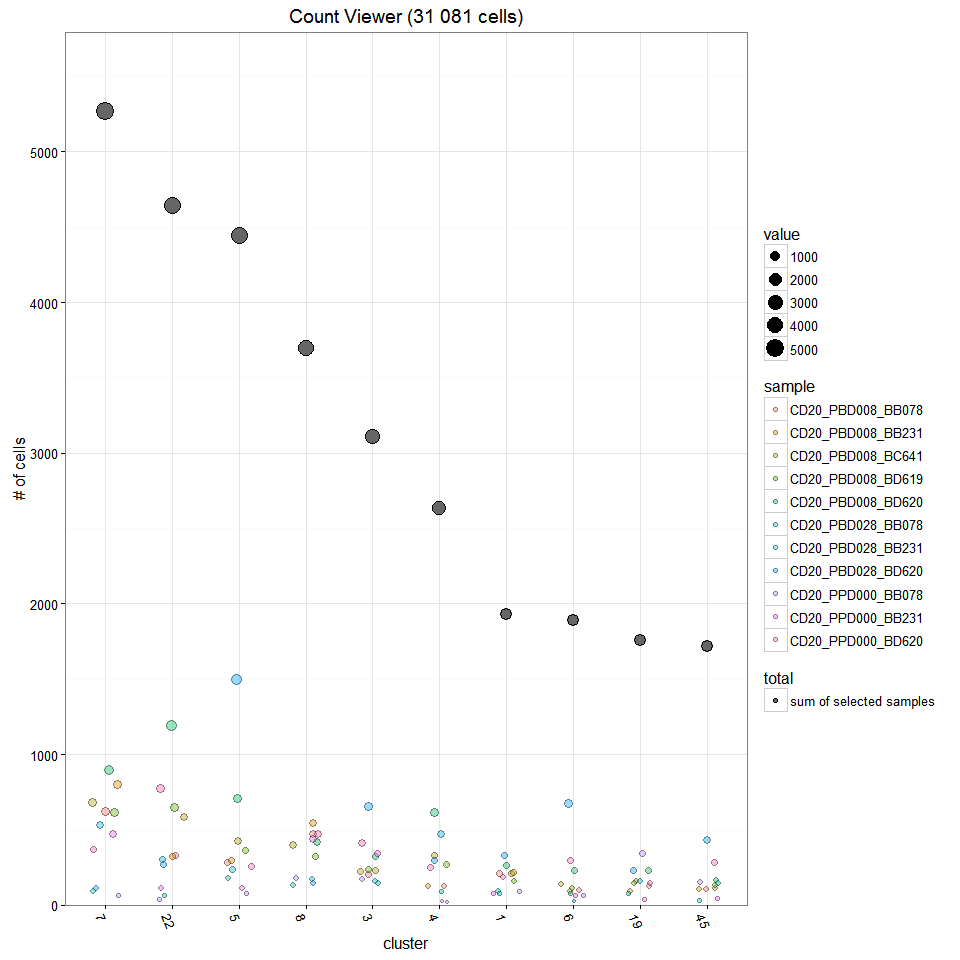 Count Viewer (31 081 cells)
# of cells
5000
4000
3000
2000
1000
0
7
22
5
8
3
4
1
6
19
45
cluster
value
1000
2000
3000
4000
5000
sample
CD20_PBD008_BB078
CD20_PBD008_BB231
CD20_PBD008_BC641
CD20_PBD008_BD619
CD20_PBD008_BD620
CD20_PBD028_BB078
CD20_PBD028_BB231
CD20_PBD028_BD620
CD20_PPD000_BB078
CD20_PPD000_BB231
CD20_PPD000_BD620
total
sum of selected samples